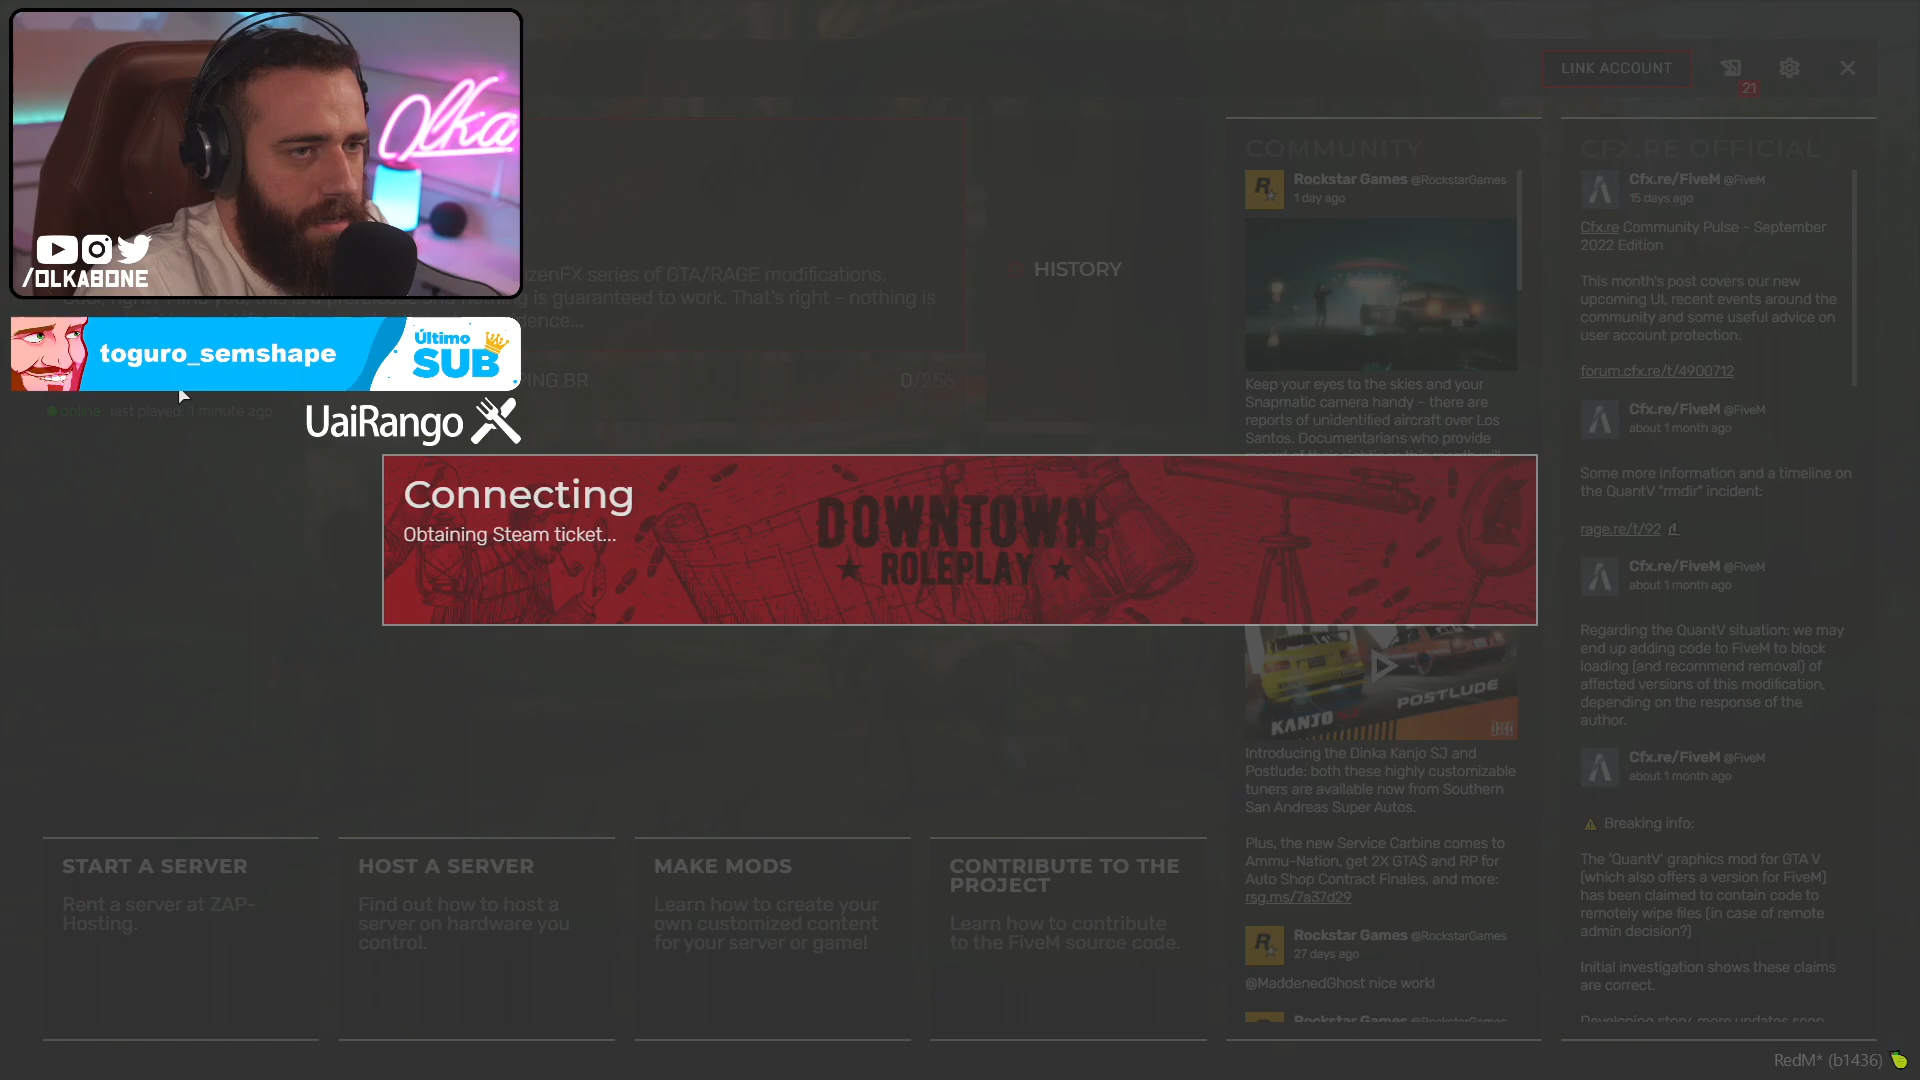 Olka
/OLKABONE
toguro_semshape
Último
SUB
UaiRango
LINK ACCOUNT
21
izenFX series of GTA/RAGE modifications.
is guaranteed to work. That's right - nothing is
dence...
PING BR
0/256
online last played: 1 minute ago
HISTORY
Connecting
Obtaining Steam ticket...
DOWNTOWN
ROLEPLAY
START A SERVER
Rent a server at ZAP-
Hosting.
HOST A SERVER
Find out how to host a
server on hardware you
control.
MAKE MODS
Learn how to create your
own customized content
for your server or game!
CONTRIBUTE TO THE
PROJECT
Learn how to contribute
to the FiveM source code.
COMMUNITY
Rockstar Games @RockstarGames
1 day ago
Keep your eyes to the skies and your
Snapmatic camera handy – there are
reports of unidentified aircraft over Los
Santos. Documentarians who provide
KANJO SJ
POSTLUDE
Introducing the Dinka Kanjo SJ and
Postlude: both these highly customizable
tuners are available now from Southern
San Andreas Super Autos.
Plus, the new Service Carbine comes to
Ammu-Nation, get 2X GTA$ and RP for
Auto Shop Contract Finales, and more:
rsg.ms/7a37d29
Rockstar Games @RockstarGames
27 days ago
@MaddenedGhost nice work!
Rockstar Games @RockstarGames
CFX.RE OFFICIAL
Cfx.re/FiveM @FiveM
15 days ago
Cfx.re Community Pulse - September
2022 Edition
This month's post covers our new
upcoming UI, recent events around the
community and some useful advice on
user account protection.
forum.cfx.re/t/4900712
Cfx.re/FiveM @FiveM
about 1 month ago
Some more information and a timeline on
the QuantV "rmdir" incident:
rage.re/t/92
Cfx.re/FiveM @FiveM
about 1 month ago
Regarding the QuantV situation: we may
end up adding code to FiveM to block
loading (and recommend removal) of
affected versions of this modification,
depending on the response of the
author.
Cfx.re/FiveM @FiveM
about 1 month ago
Breaking info:
The 'QuantV' graphics mod for GTA V
(which also offers a version for FiveM)
has been claimed to contain code to
remotely wipe files (in case of remote
admin decision?)
Initial investigation shows these claims
are correct.
Developing story, more updates soon
RedM* (b1436)